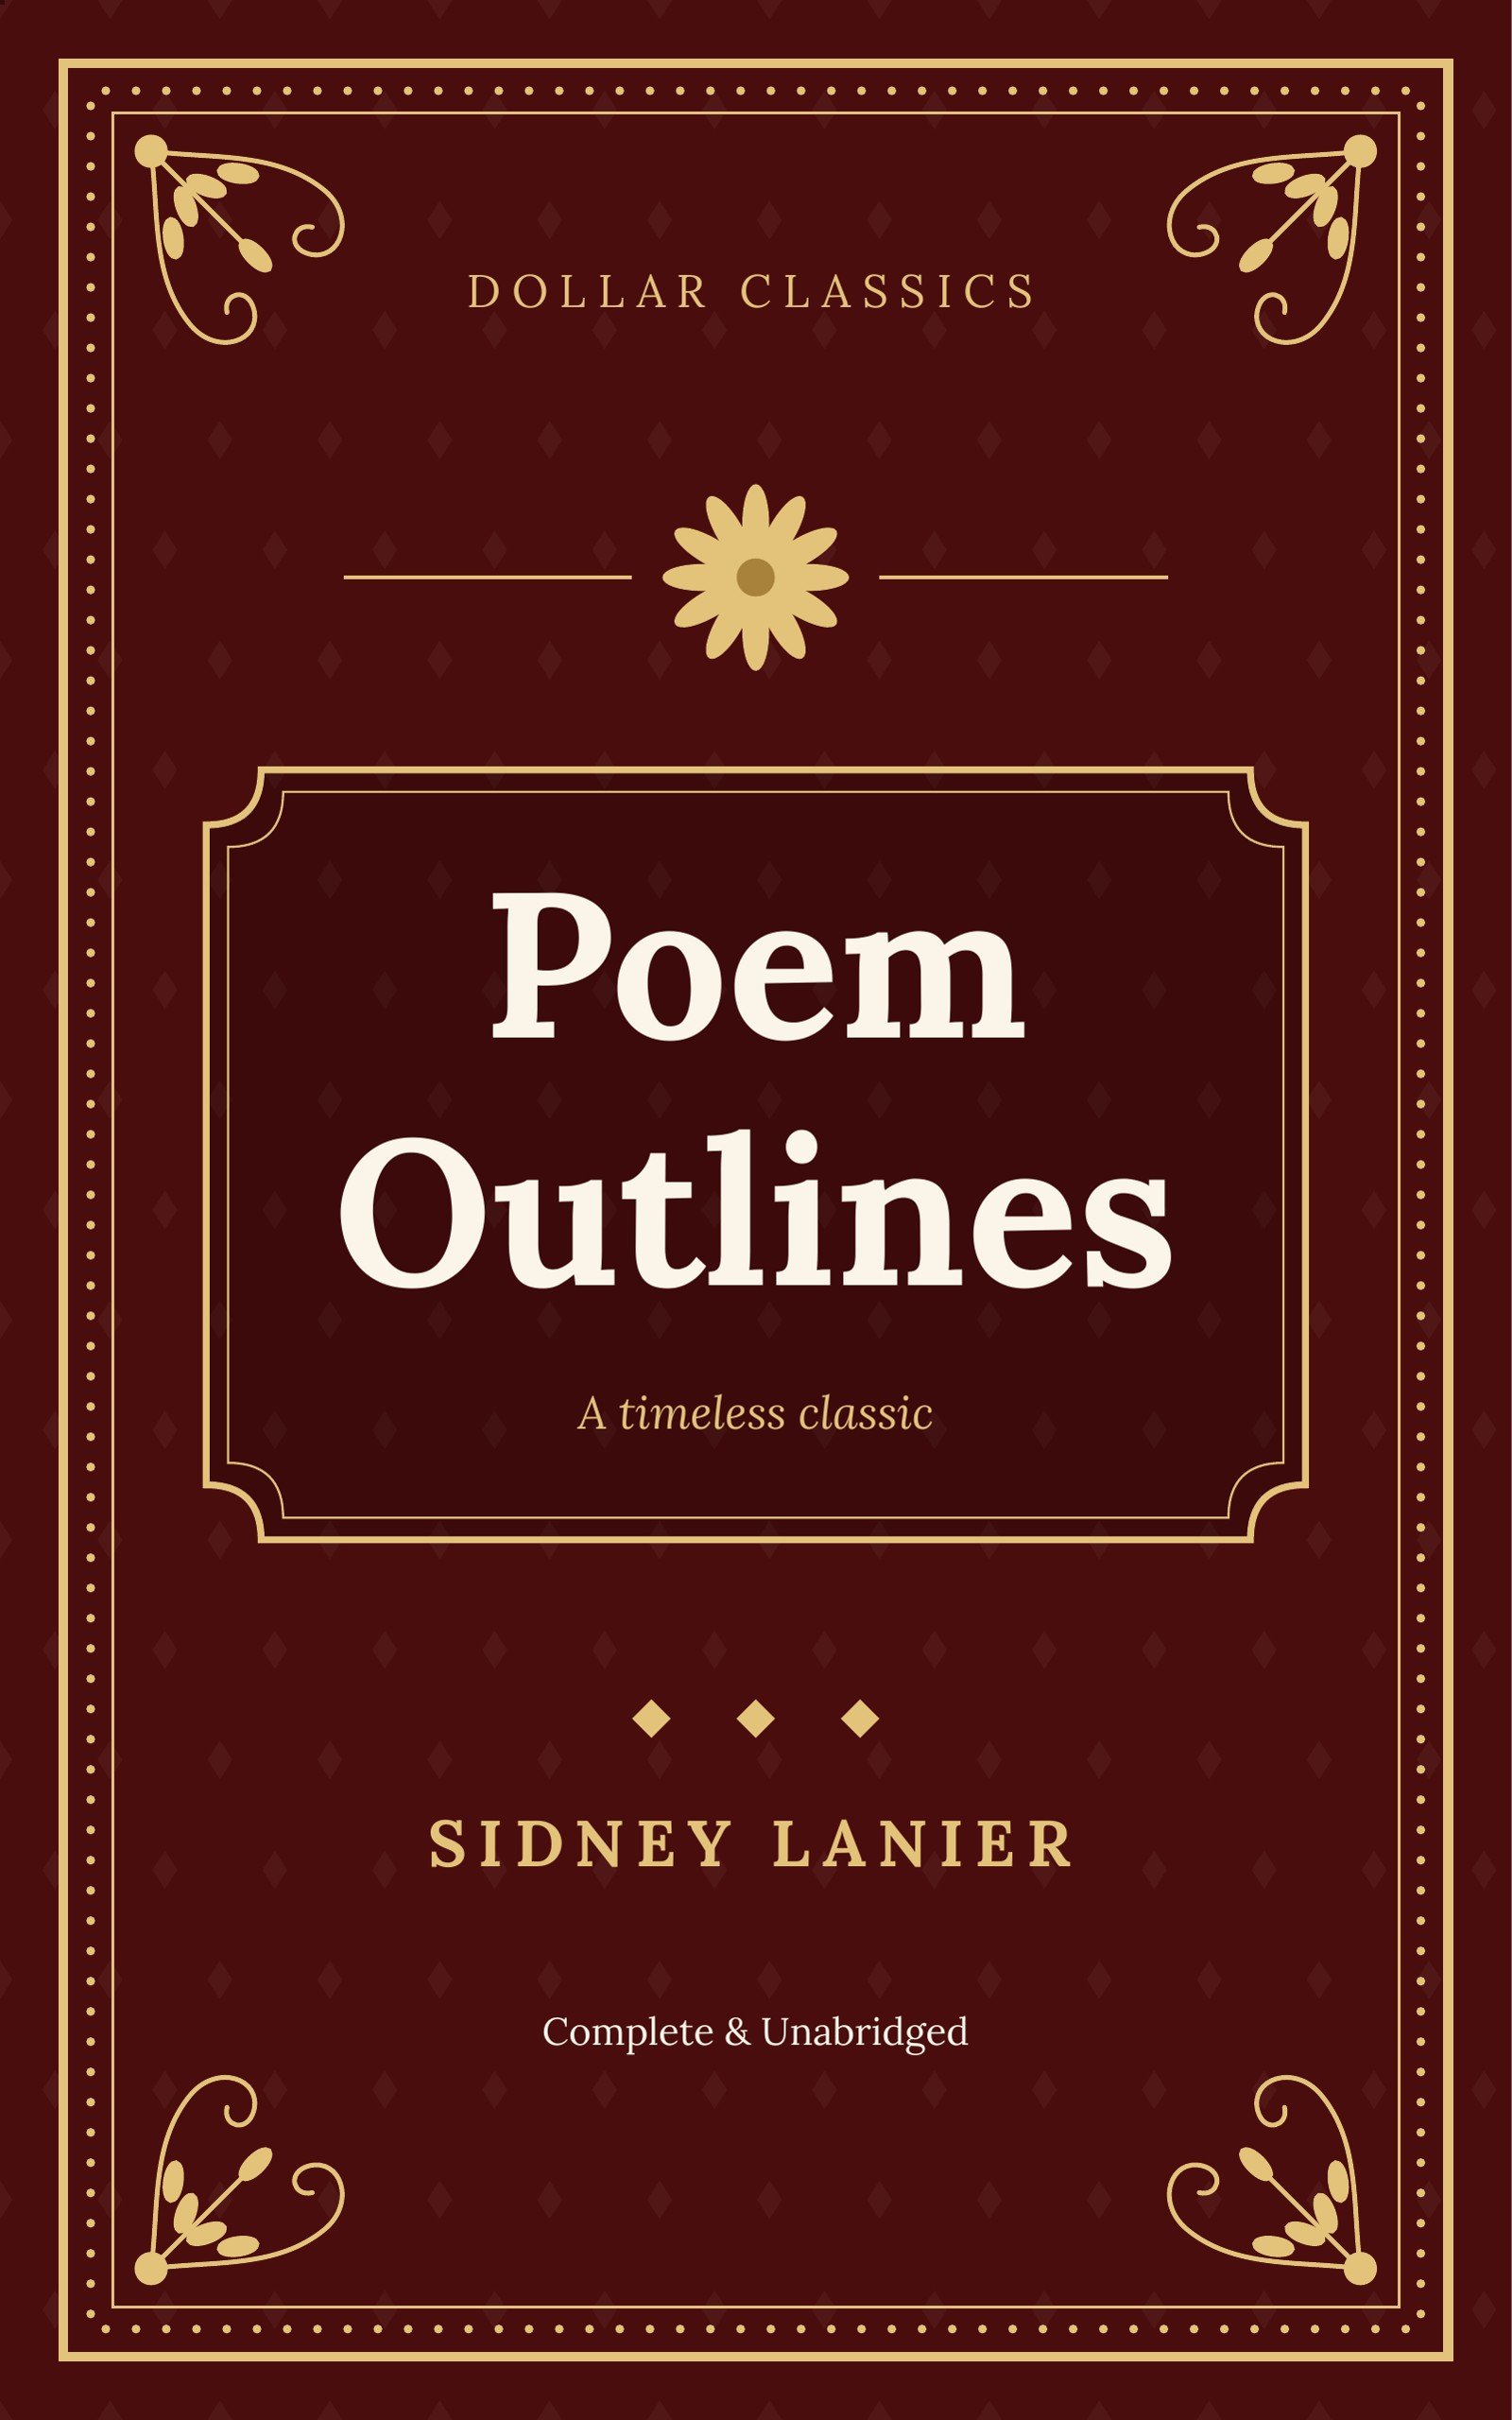 DOLLAR CLASSICS
Poem
Outlines
A timeless classic
SIDNEY LANIER
Complete & Unabridged